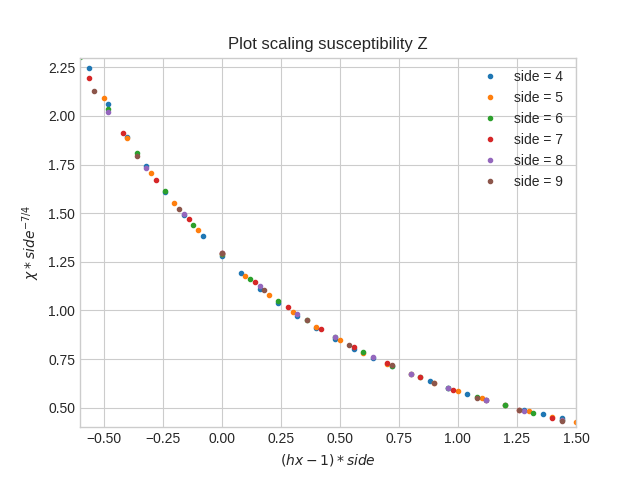 Plot scaling susceptibility Z
2.25
2.00
1.75
1.50
1.25
1.00
0.75
0.50
χ * side^{-7/4}
side = 4
side = 5
side = 6
side = 7
side = 8
side = 9
−0.50 −0.25 0.00 0.25 0.50 0.75 1.00 1.25 1.50
(hx − 1) * side